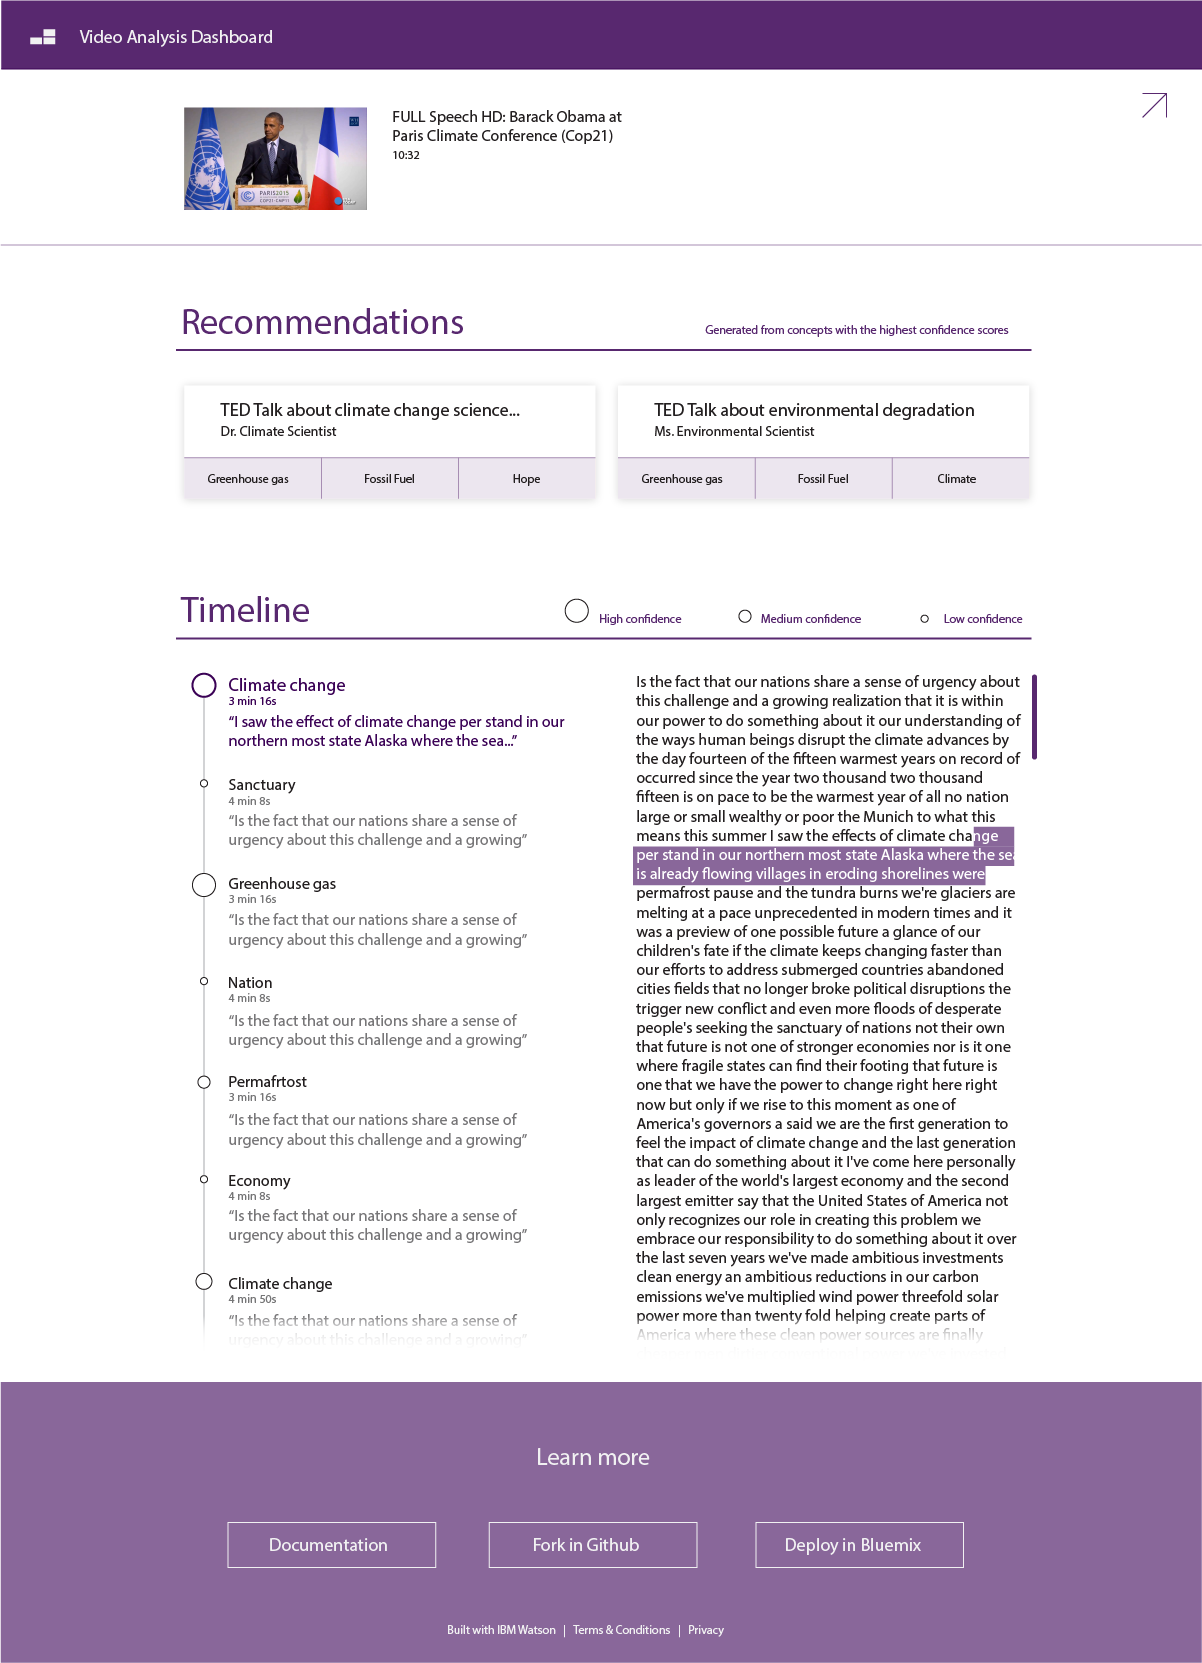 Video Analysis Dashboard
FULL Speech HD: Barack Obama at
Paris Climate Conference (Cop21)
10:32
PARIS2015
Recommendations
Generated from concepts with the highest confidence scores
TED Talk about climate change science...
Dr. Climate Scientist
Greenhouse gas
Fossil Fuel
Hope
TED Talk about environmental degradation
Ms. Environmental Scientist
Greenhouse gas
Fossil Fuel
Climate
Timeline
High confidence
Medium confidence
Low confidence
Climate change
3 min 16s
“I saw the effect of climate change per stand in our
northern most state Alaska where the sea...”
Sanctuary
4 min 8s
“Is the fact that our nations share a sense of
urgency about this challenge and a growing”
Greenhouse gas
3 min 16s
“Is the fact that our nations share a sense of
urgency about this challenge and a growing”
Nation
4 min 8s
“Is the fact that our nations share a sense of
urgency about this challenge and a growing”
Permafrtost
3 min 16s
“Is the fact that our nations share a sense of
urgency about this challenge and a growing”
Economy
4 min 8s
“Is the fact that our nations share a sense of
urgency about this challenge and a growing”
Climate change
4 min 50s
“Is the fact that our nations share a sense of
urgency about this challenge and a growing”
Is the fact that our nations share a sense of urgency about
this challenge and a growing realization that it is within
our power to do something about it our understanding of
the ways human beings disrupt the climate advances by
the day fourteen of the fifteen warmest years on record of
occurred since the year two thousand two thousand
fifteen is on pace to be the warmest year of all no nation
large or small wealthy or poor the Munich to what this
means this summer I saw the effects of climate change
per stand in our northern most state Alaska where the sea
is already flowing villages in eroding shorelines were
permafrost pause and the tundra burns we're glaciers are
melting at a pace unprecedented in modern times and it
was a preview of one possible future a glance of our
children's fate if the climate keeps changing faster than
our efforts to address submerged countries abandoned
cities fields that no longer broke political disruptions the
trigger new conflict and even more floods of desperate
people's seeking the sanctuary of nations not their own
that future is not one of stronger economies nor is it one
where fragile states can find their footing that future is
one that we have the power to change right here right
now but only if we rise to this moment as one of
America's governors a said we are the first generation to
feel the impact of climate change and the last generation
that can do something about it I've come here personally
as leader of the world's largest economy and the second
largest emitter say that the United States of America not
only recognizes our role in creating this problem we
embrace our responsibility to do something about it over
the last seven years we've made ambitious investments
clean energy an ambitious reductions in our carbon
emissions we've multiplied wind power threefold solar
power more than twenty fold helping create parts of
America where these clean power sources are finally
Learn more
Documentation
Fork in Github
Deploy in Bluemix
Built with IBM Watson | Terms & Conditions | Privacy